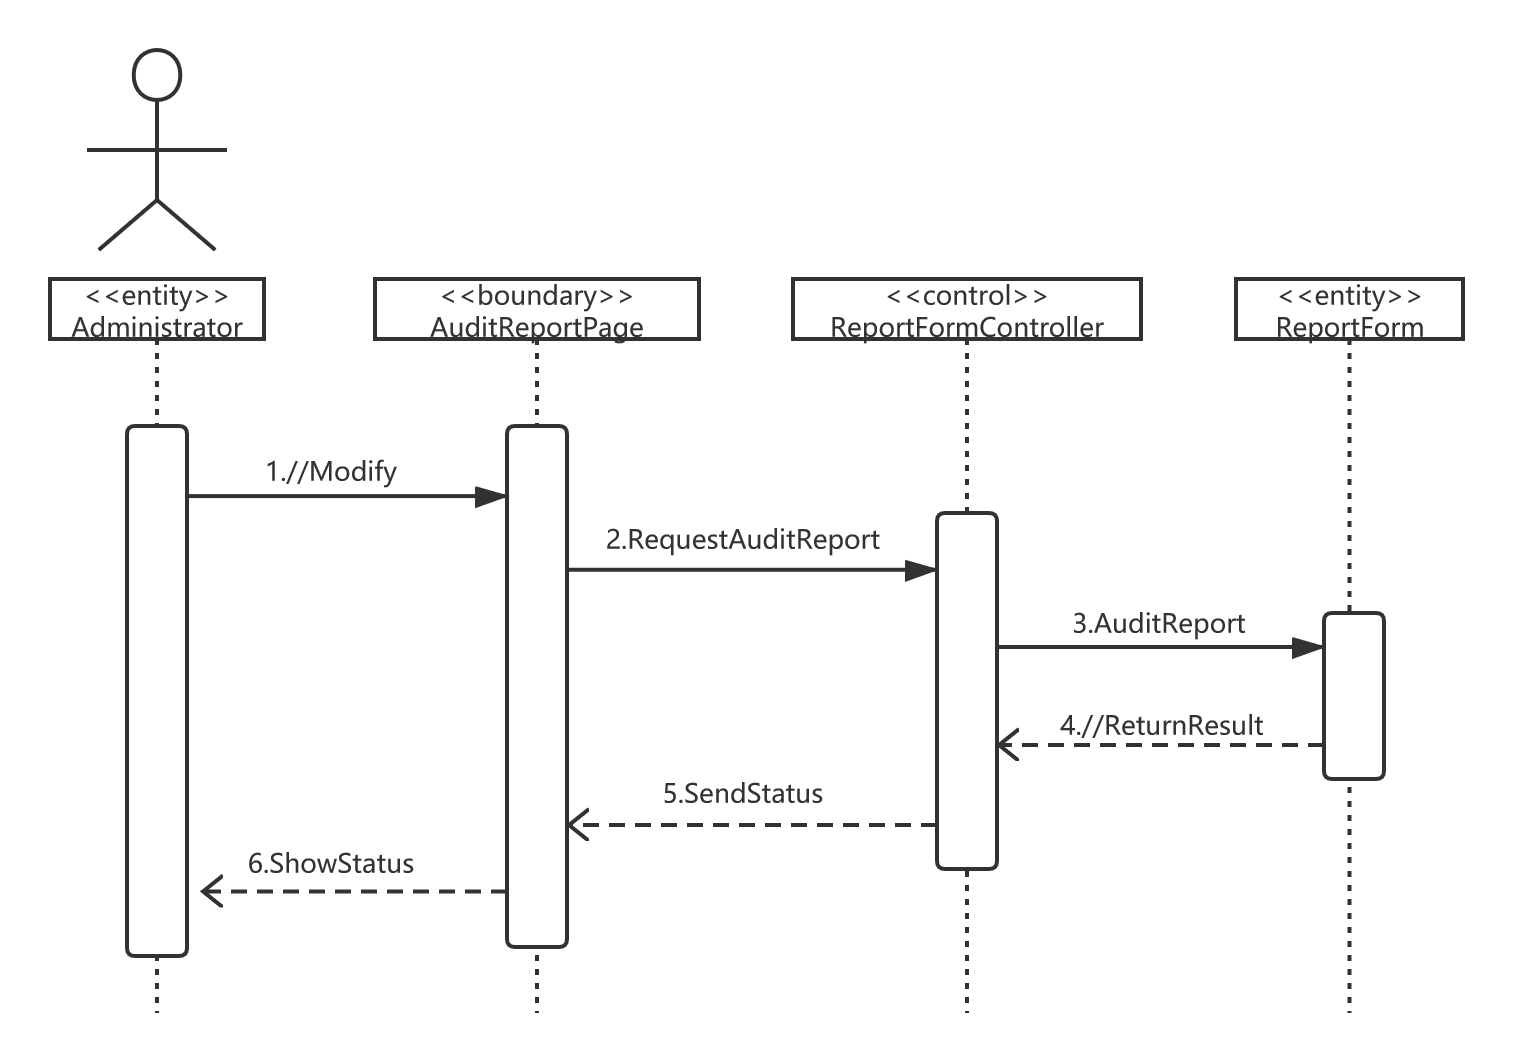 <<entity>>
Administrator
<<boundary>>
AuditReportPage
<<control>>
ReportFormController
<<entity>>
ReportForm
1.//Modify
2.RequestAuditReport
3.AuditReport
4.//ReturnResult
5.SendStatus
6.ShowStatus